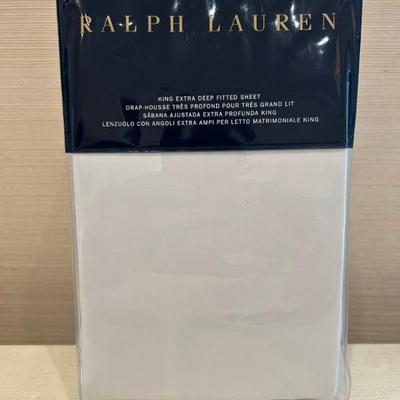 RALPH LAUREN
KING EXTRA DEEP FITTED SHEET
DRAP-HOUSSE TRÈS PROFOND POUR TRÈS GRAND LIT
SÁBANA AJUSTADA EXTRA PROFUNDA KING
LENZUOLO CON ANGOLI EXTRA AMPI PER LETTO MATRIMONIALE KING